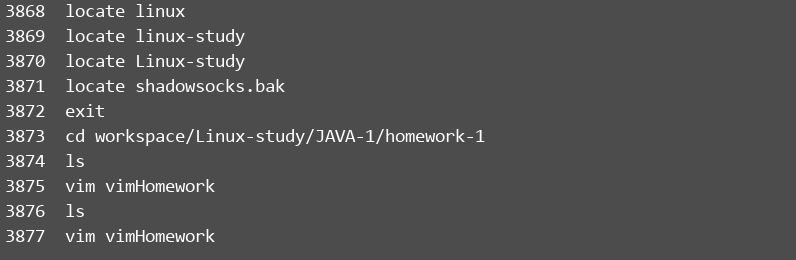 3868  locate linux
3869  locate linux-study
3870  locate Linux-study
3871  locate shadowsocks.bak
3872  exit
3873  cd workspace/Linux-study/JAVA-1/homework-1
3874  ls
3875  vim vimHomework
3876  ls
3877  vim vimHomework